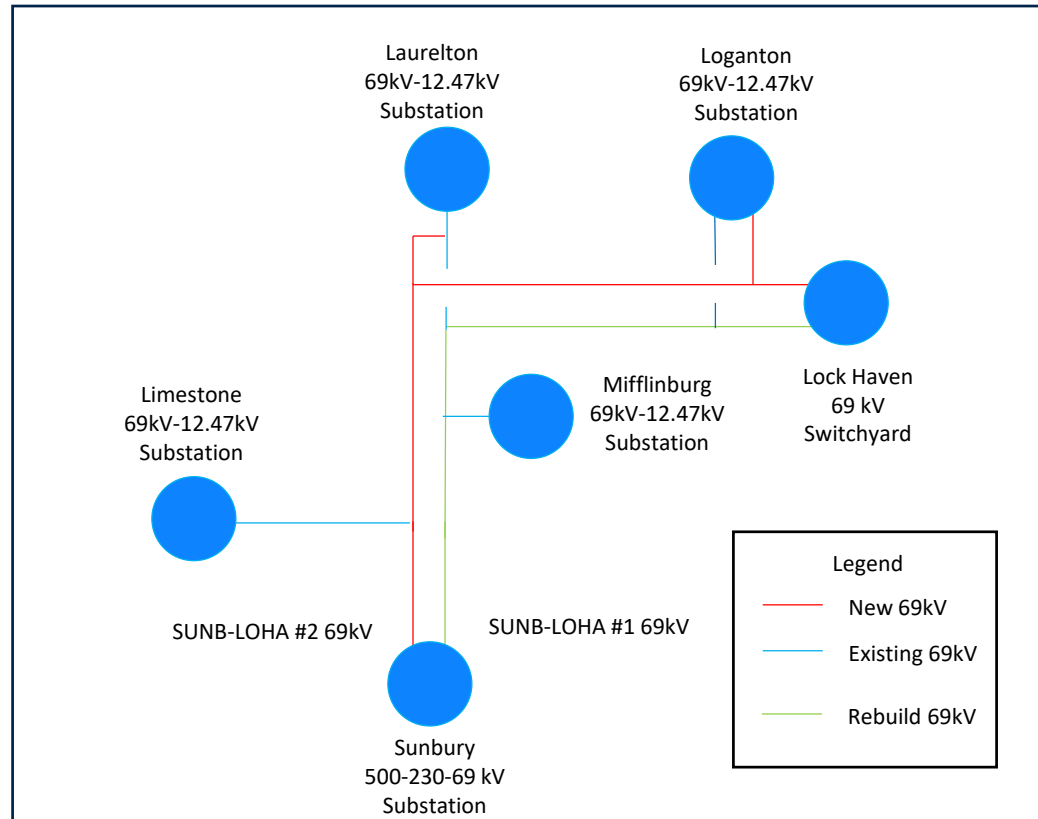 Laurelton
69kV-12.47kV
Substation
Loganton
69kV-12.47kV
Substation
Limestone
69kV-12.47kV
Substation
Mifflinburg
69kV-12.47kV
Substation
Lock Haven
69 kV
Switchyard
SUNB-LOHA #2 69kV
SUNB-LOHA #1 69kV
Sunbury
500-230-69 kV
Substation
Legend
New 69kV
Existing 69kV
Rebuild 69kV